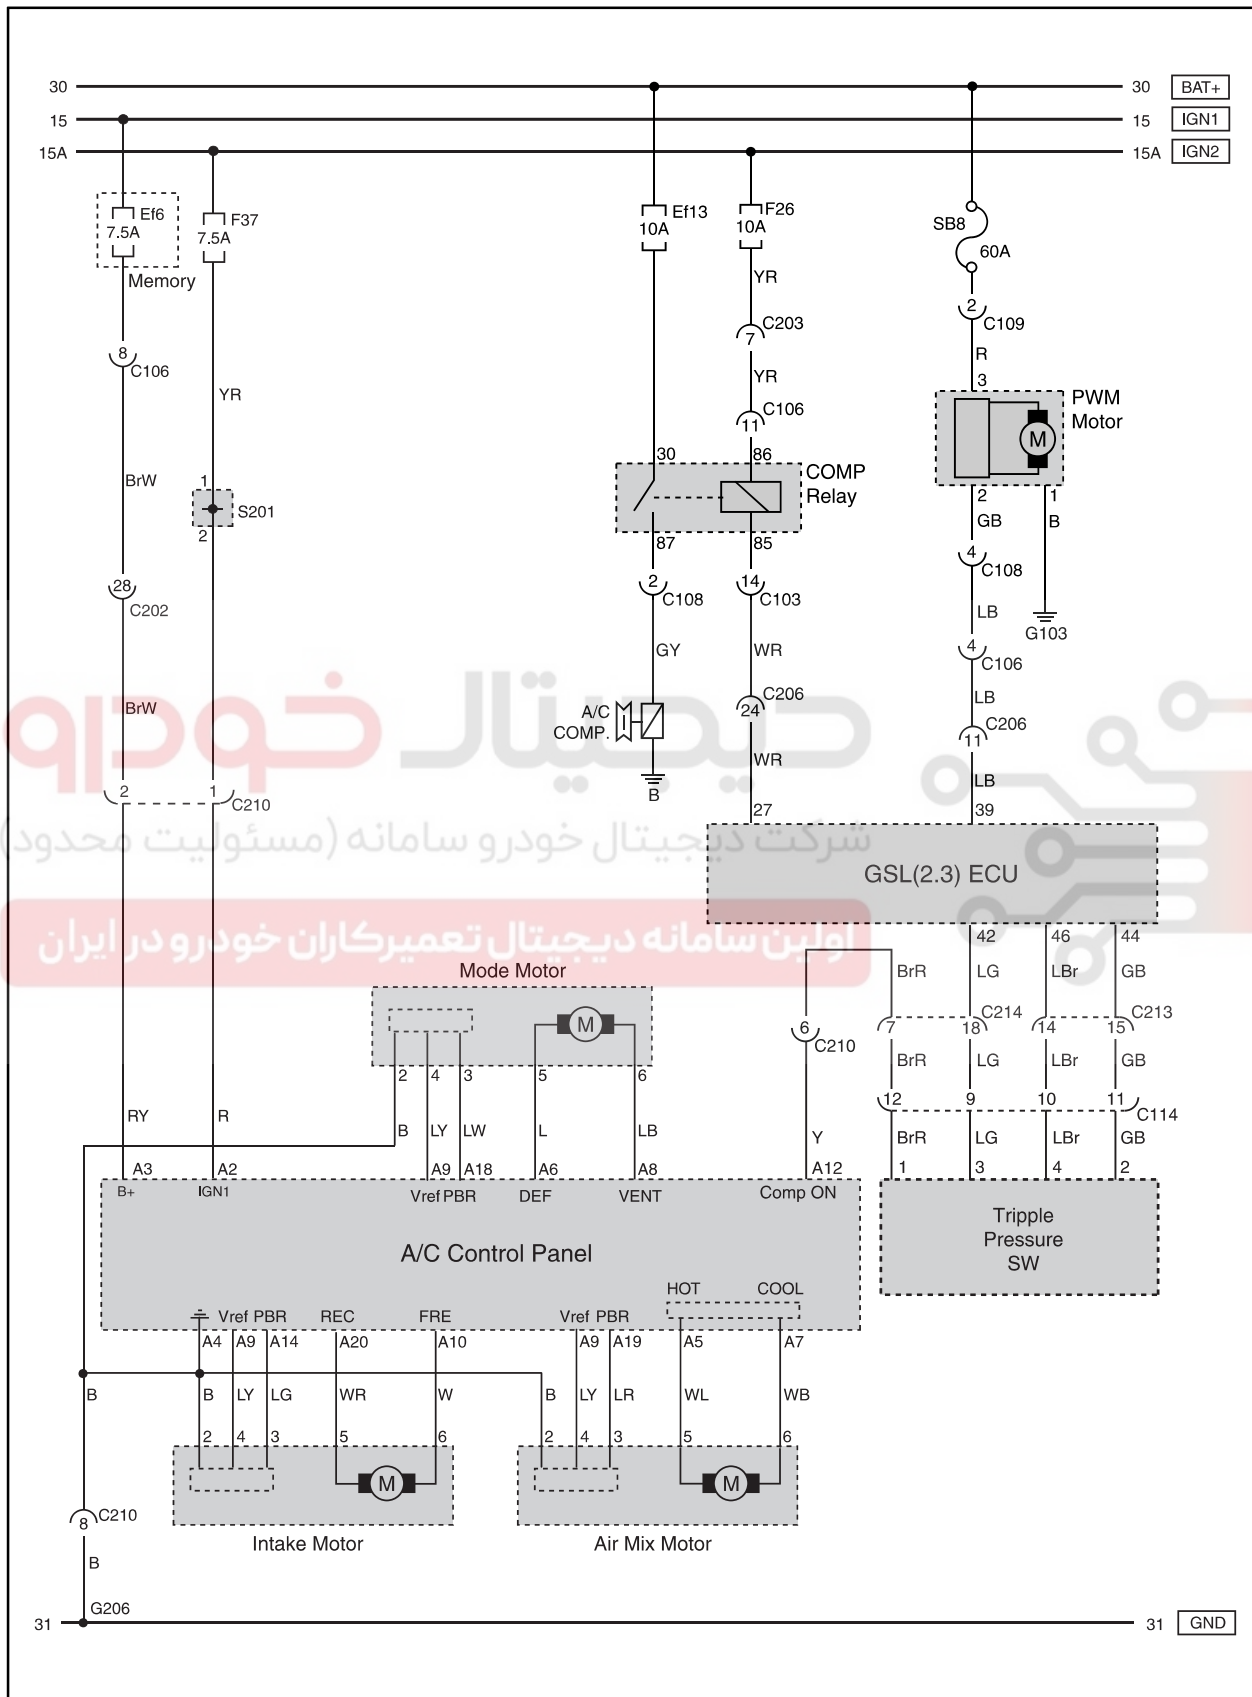 30 30 BAT+
15 15 IGN1
15A 15A IGN2
Ef6
7.5A
Memory
F37
7.5A
Ef13
10A
F26
10A
SB8
60A
YR
2
C109
7
C203
8
C106
R
3
YR
YR
11
C106
PWM
Motor
M
30
86
COMP
Relay
BrW
1
S201
2
2
1
GB
B
87
85
4
C108
28
C202
2
C108
14
C103
LB
G103
GY
WR
4
C106
دیجیتال خودرو
BrW
A/C
COMP.
24
C206
LB
11
C206
WR
LB
B
2
1
C210
27
39
شرکت دیجیتال خودرو سامانه (مسئولیت محدود)
GSL(2.3) ECU
اولین سامانه دیجیتال تعمیرکاران خودرو در ایران
42
46
44
Mode Motor
BrR
LG
LBr
GB
M
6
C210
7
18
C214
14
15
C213
2
4
3
5
6
BrR
LG
LBr
GB
12
9
10
11
C114
RY
R
B
LY
LW
L
LB
Y
BrR
LG
LBr
GB
A3
A2
A9
A18
A6
A8
A12
1
3
4
2
B+
IGN1
Vref
PBR
DEF
VENT
Comp ON
Tripple
Pressure
SW
A/C Control Panel
HOT
COOL
Vref PBR
REC
FRE
Vref PBR
A4
A9
A14
A20
A10
A9
A19
A5
A7
B
B
LY
LG
WR
W
B
LY
LR
WL
WB
2
4
3
5
6
2
4
3
5
6
M
M
8
C210
Intake Motor
Air Mix Motor
B
G206
31 31 GND